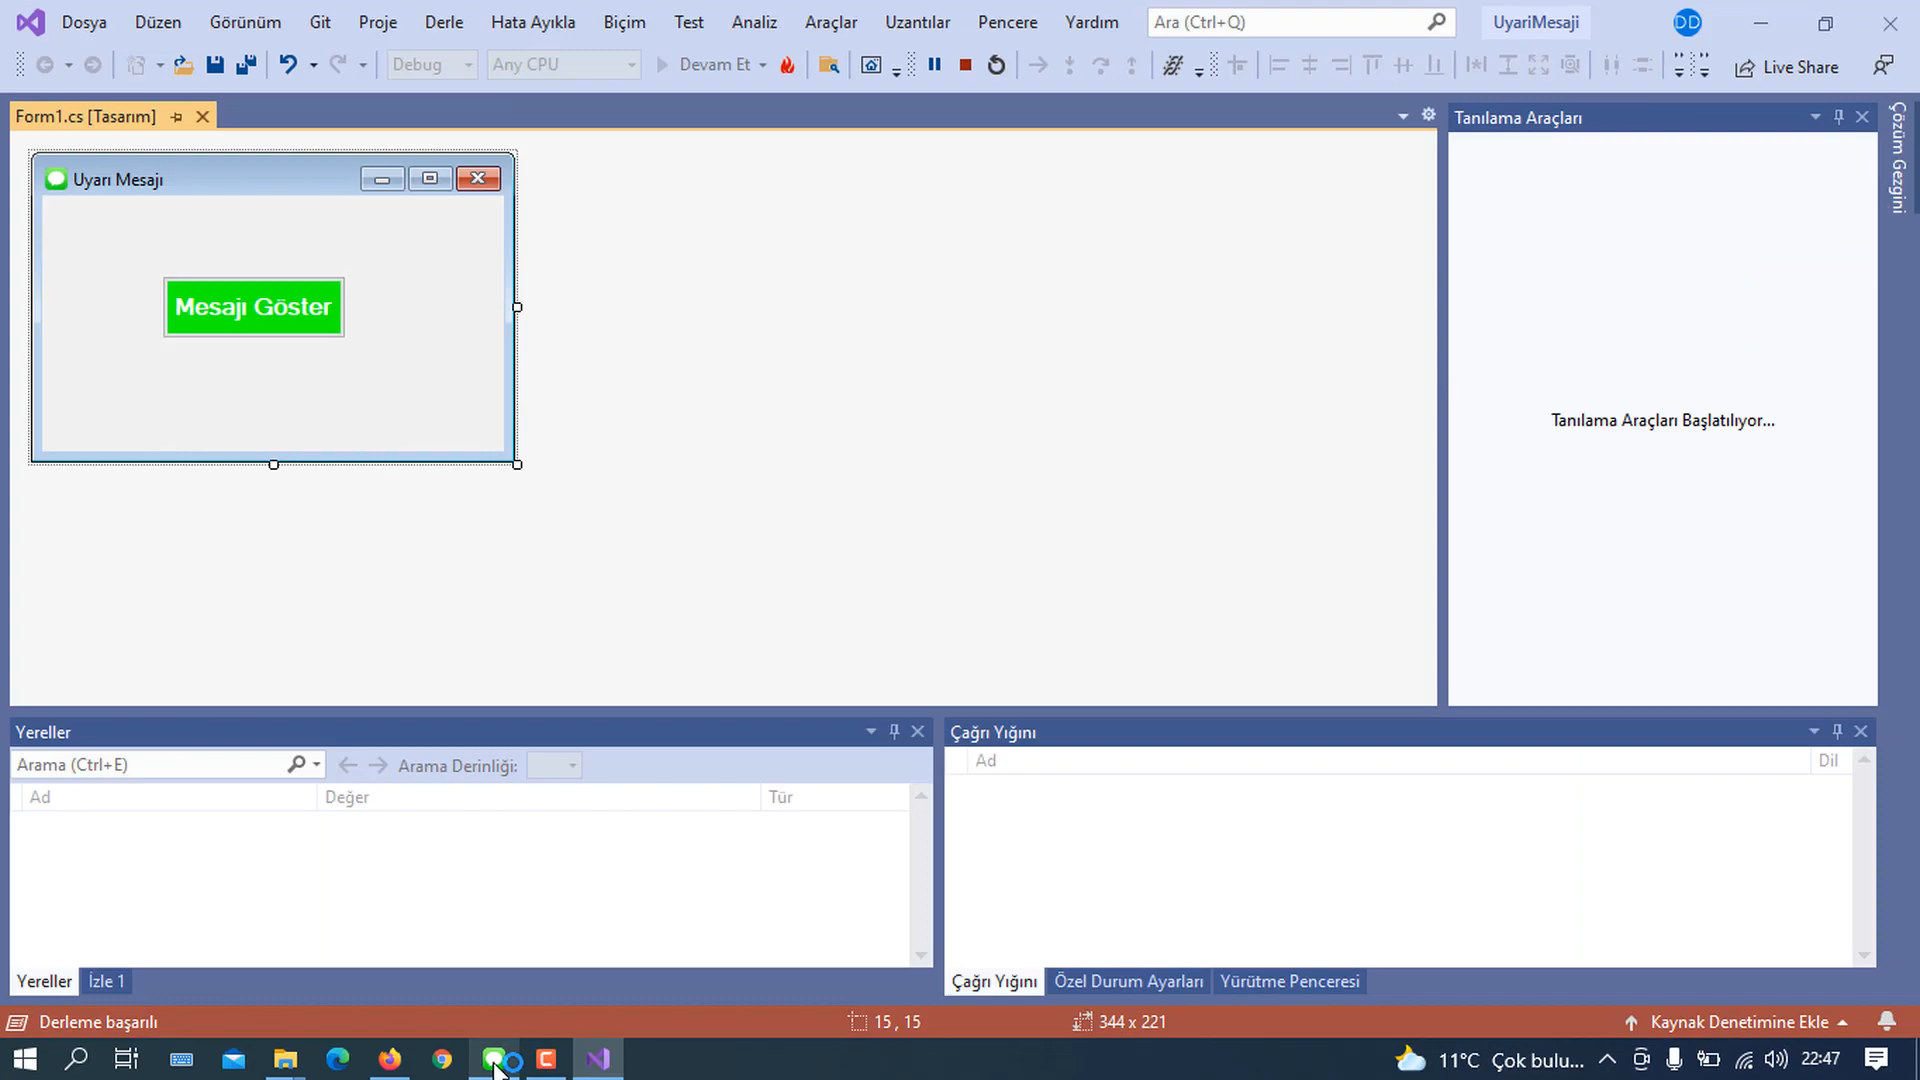 Dosya Düzen Görünüm Git Proje Derle Hata Ayıkla Biçim Test Analiz Araçlar Uzantılar Pencere Yardım Ara (Ctrl+Q) UyariMesaji DD
Debug Any CPU Devam Et Live Share
Form1.cs [Tasarım]
Tanılama Araçları
Çözüm Gezgini
Uyarı Mesajı
Mesajı Göster
Tanılama Araçları Başlatılıyor...
Yereller
Çağrı Yığını
Arama (Ctrl+E) Arama Derinliği:
Ad Dil
Ad Değer Tür
Yereller İzle 1
Çağrı Yığını Özel Durum Ayarları Yürütme Penceresi
Derleme başarılı 15 , 15 344 x 221 Kaynak Denetimine Ekle
11°C Çok bulu... 22:47